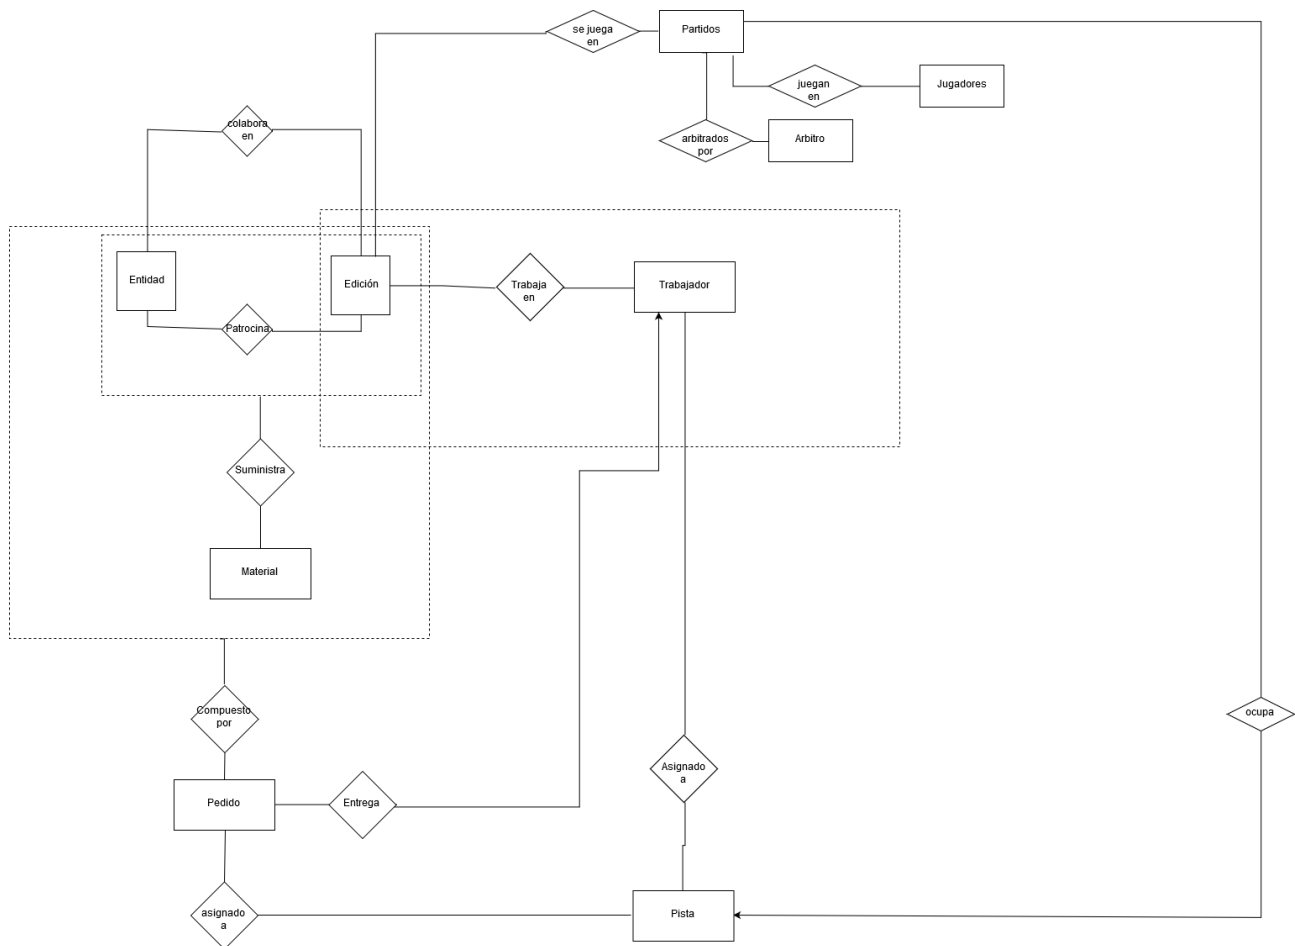 se juega
en
Partidos
juegan
en
Jugadores
colabora
en
arbitrados
por
Arbitro
Entidad
Edición
Trabaja
en
Trabajador
Patrocina
Suministra
Material
Compuesto
por
ocupa
Asignado
a
Pedido
Entrega
asignado
a
Pista